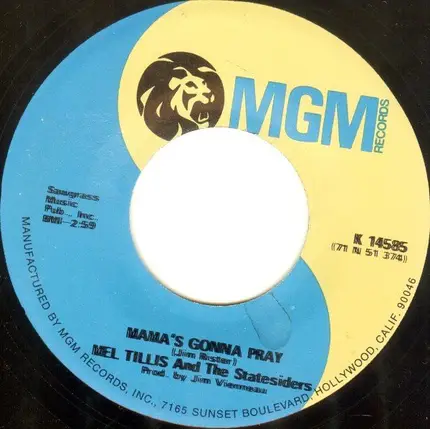 MGM
RECORDS
Sawgrass
Music
Pub., Inc.
BMI-2:59
K 14585
((71 N 51 374))
MAMA'S GONNA PRAY
(Jim Rister)
MEL TILLIS And The Statesiders
Prod. by Jim Vienneau
MANUFACTURED BY MGM RECORDS, INC., 7165 SUNSET BOULEVARD, HOLLYWOOD, CALIF. 90046